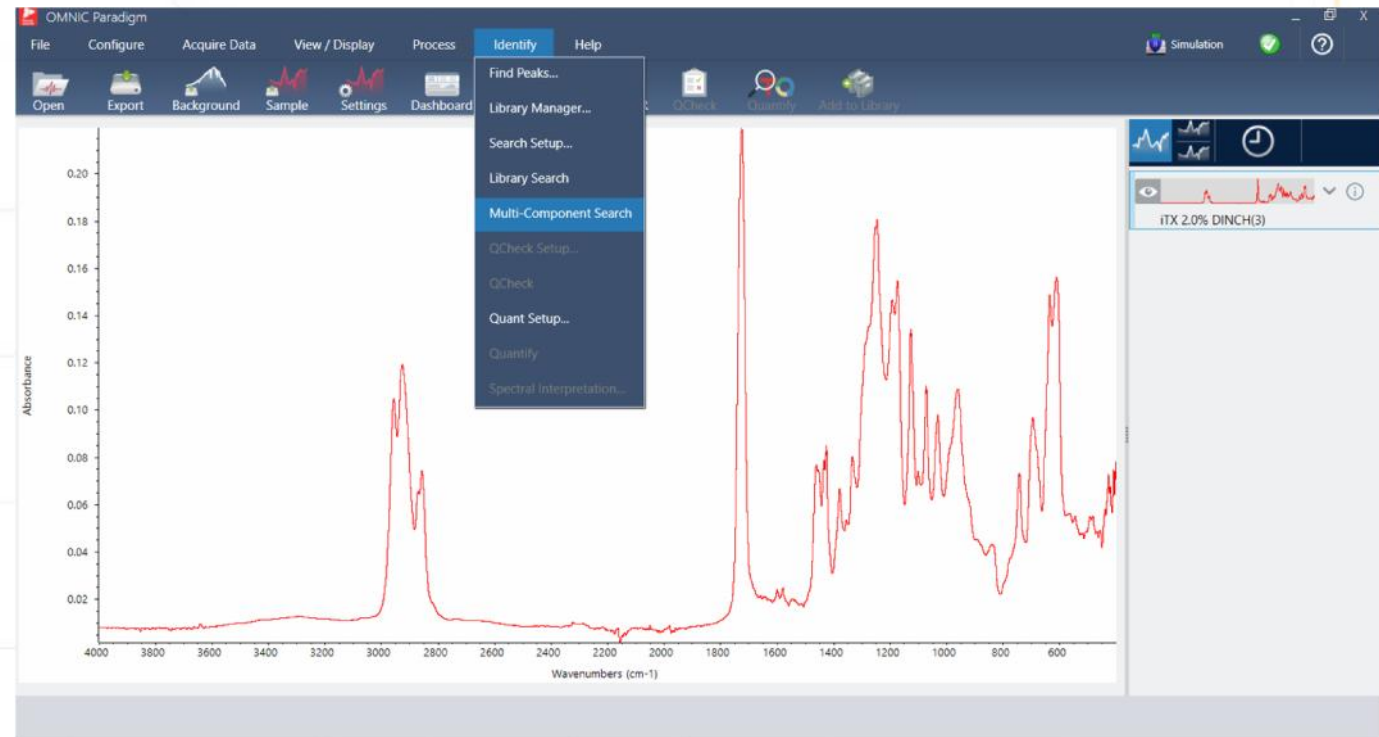 OMNIC Paradigm
File Configure Acquire Data View / Display Process Identify Help
Simulation
Open Export Background Sample Settings Dashboard QCheck Quantify Add to Library
Find Peaks...
Library Manager...
Search Setup...
Library Search
Multi-Component Search
QCheck Setup...
QCheck
Quant Setup...
Quantify
Spectral Interpretation...
iTX 2.0% DINCH(3)
0.20
0.18
0.16
0.14
0.12
0.10
0.08
0.06
0.04
0.02
Absorbance
4000 3800 3600 3400 3200 3000 2800 2600 2400 2200 2000 1800 1600 1400 1200 1000 800 600
Wavenumbers (cm-1)